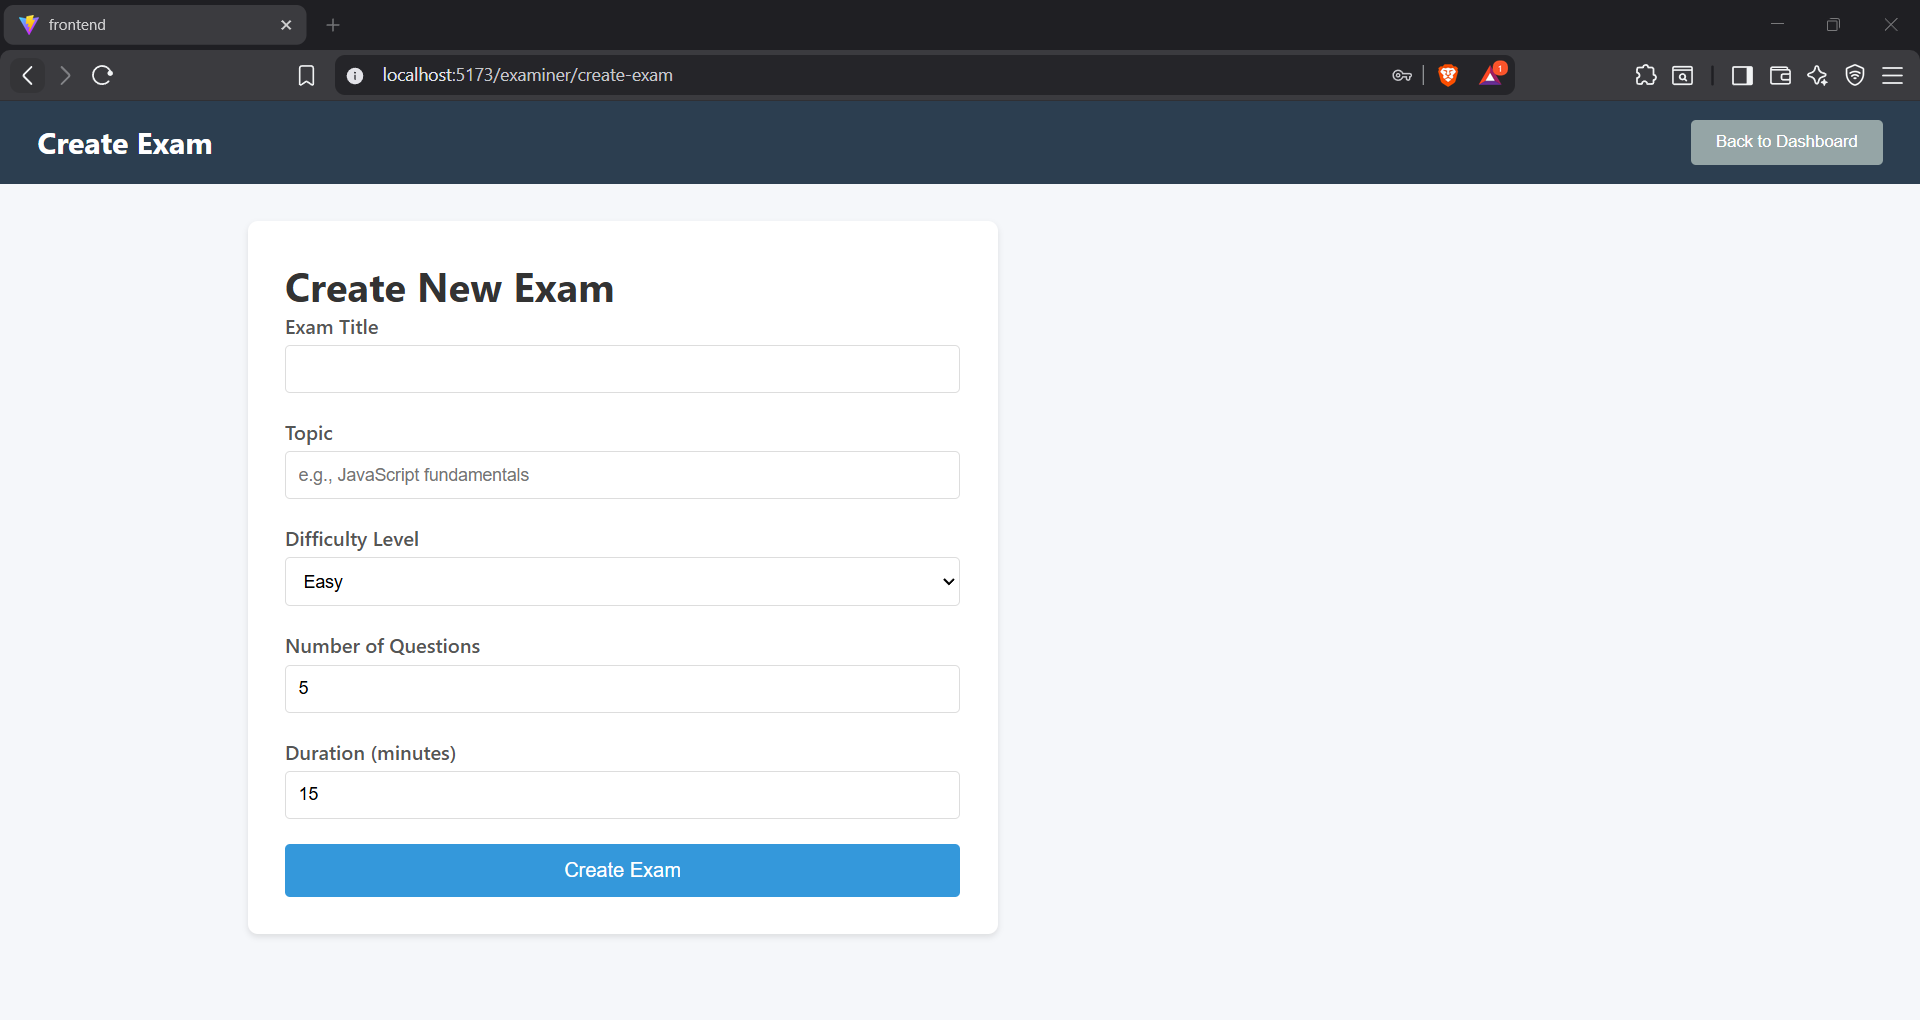 frontend
localhost:5173/examiner/create-exam
1
Create Exam
Back to Dashboard
Create New Exam
Exam Title
Topic
e.g., JavaScript fundamentals
Difficulty Level
Easy
Number of Questions
5
Duration (minutes)
15
Create Exam